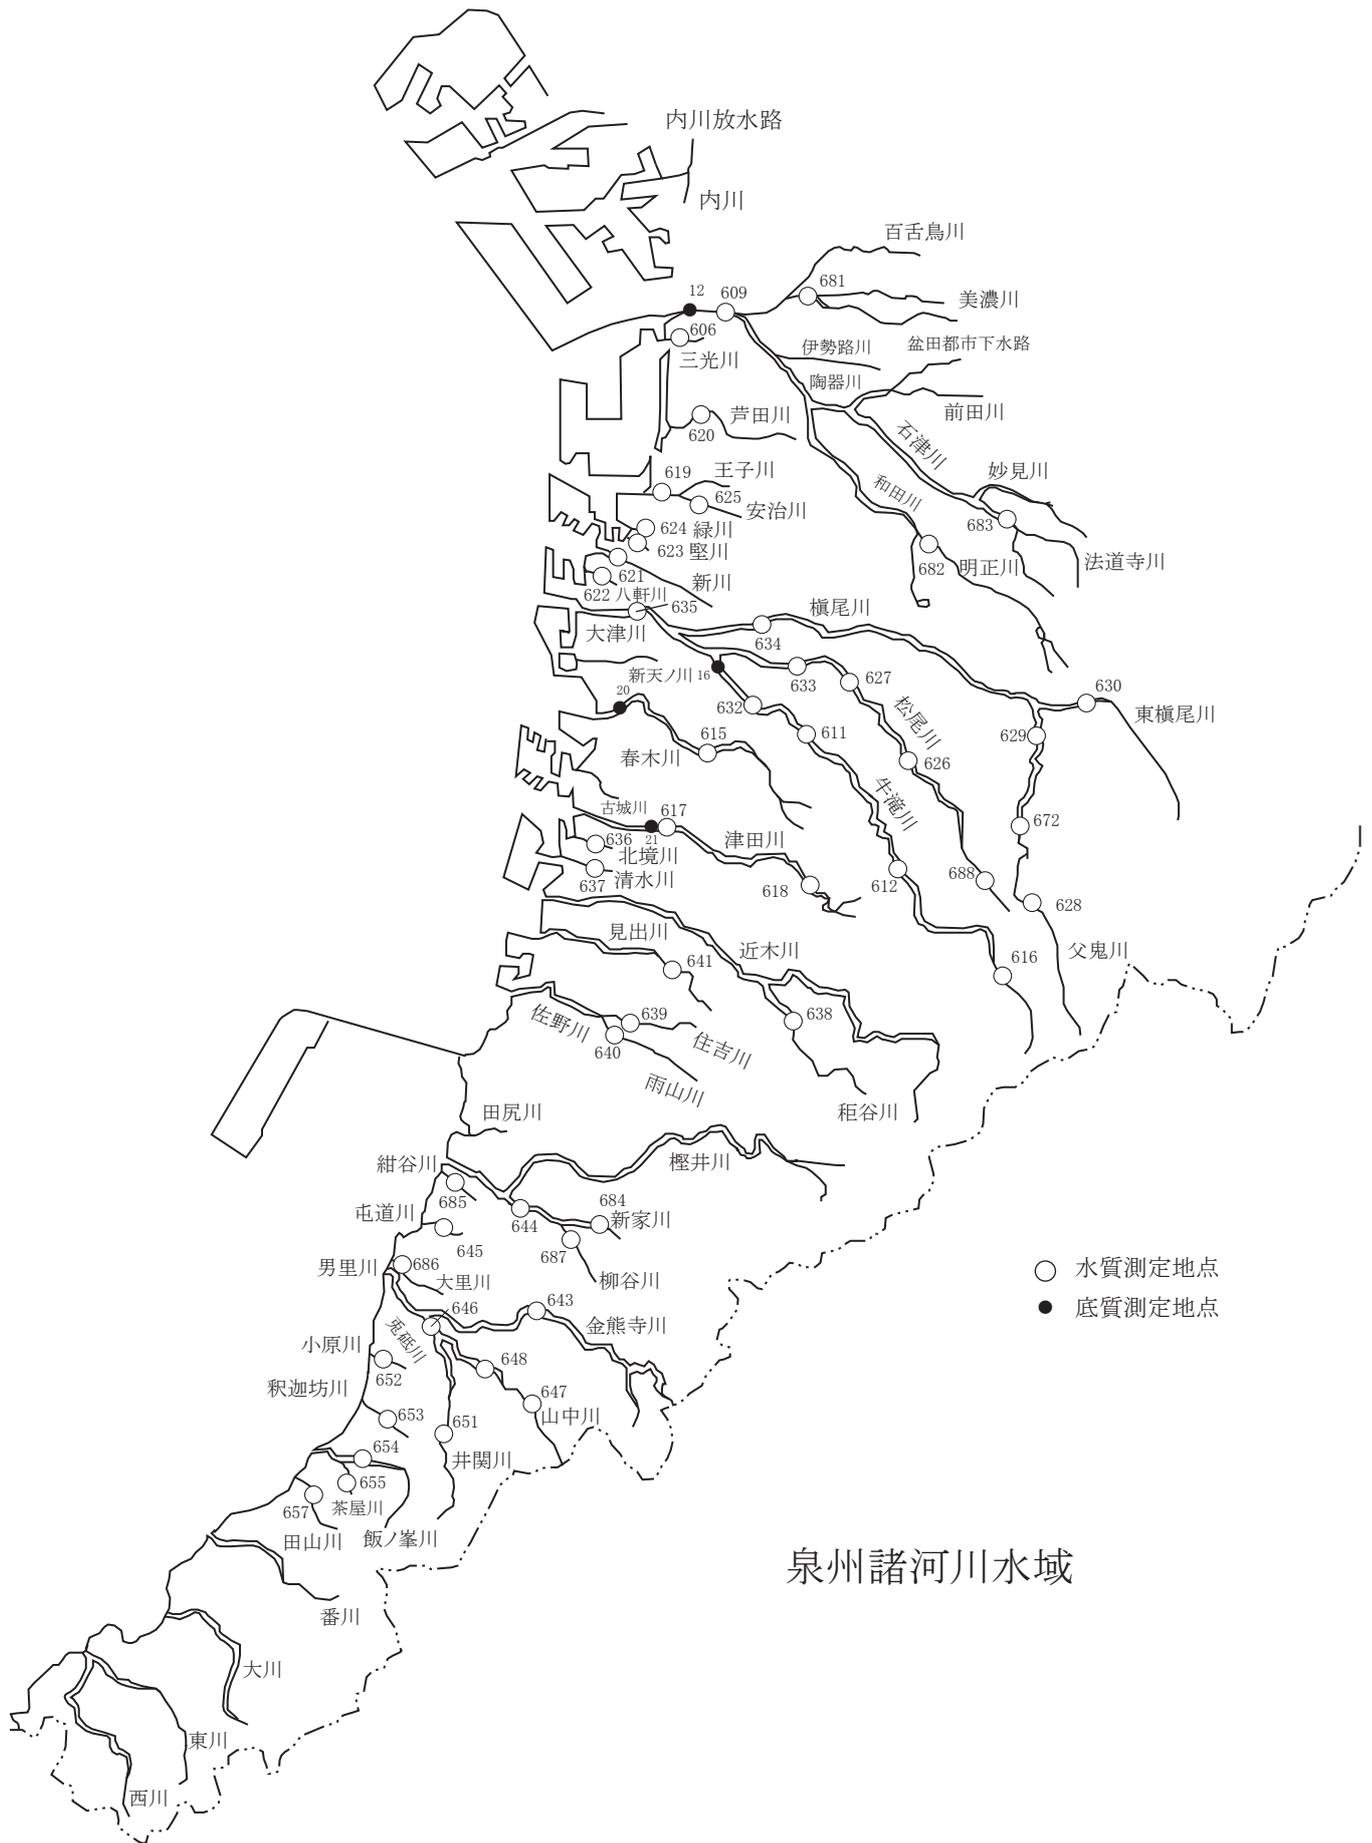 内川放水路
内川
百舌鳥川
681
12
609
美濃川
606
三光川
伊勢路川
盆田都市下水路
陶器川
芦田川
前田川
620
石津川
王子川
619
妙見川
625
安治川
和田川
624
緑川
683
623
堅川
法道寺川
682
明正川
621
新川
622
八軒川
635
槇尾川
大津川
634
新天ノ川
16
633
627
630
20
松尾川
632
東槇尾川
611
629
615
春木川
626
牛滝川
古城川
617
672
21
津田川
636
北境川
637
清水川
618
612
688
628
見出川
近木川
父鬼川
641
616
佐野川
639
638
住吉川
640
雨山川
田尻川
秬谷川
紺谷川
樫井川
685
684
屯道川
644
新家川
645
687
男里川
686
大里川
柳谷川
646
643
兎砥川
金熊寺川
小原川
652
648
釈迦坊川
647
653
651
山中川
654
井関川
655
657
茶屋川
田山川
飯ノ峯川
番川
大川
東川
西川
水質測定地点
底質測定地点
泉州諸河川水域